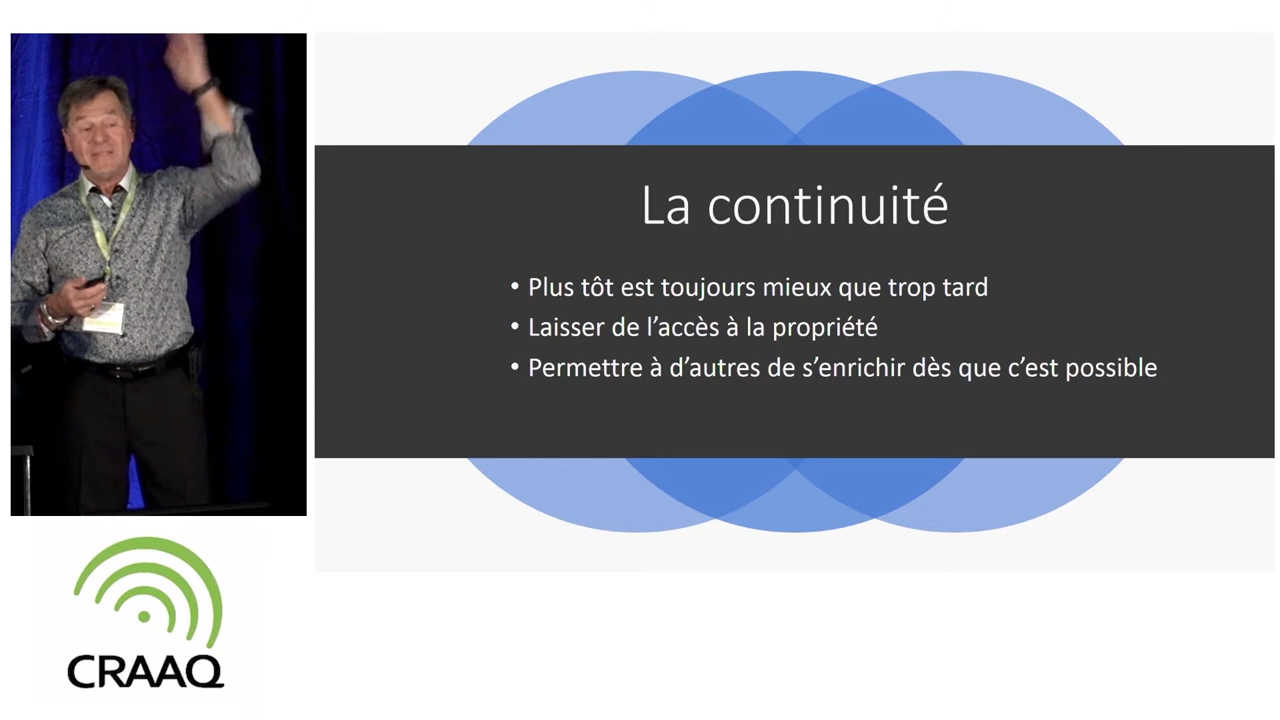 La continuité
• Plus tôt est toujours mieux que trop tard
• Laisser de l’accès à la propriété
• Permettre à d’autres de s’enrichir dès que c’est possible
CRAAQ